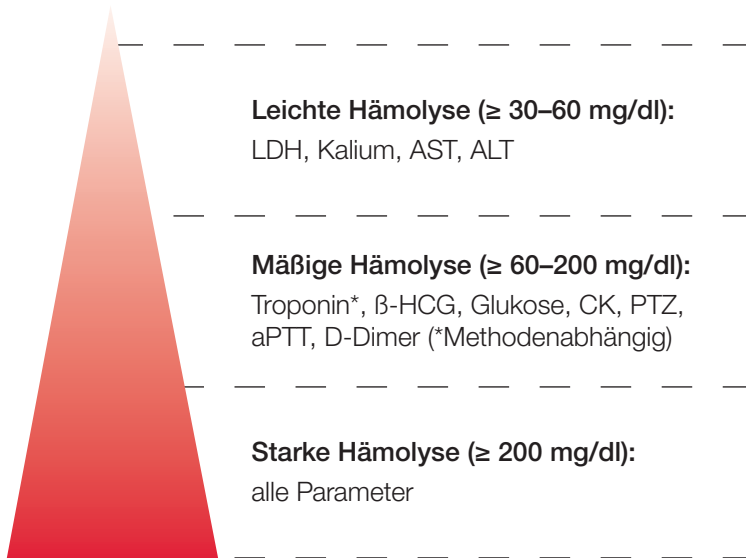 Leichte Hämolyse (≥ 30–60 mg/dl):
LDH, Kalium, AST, ALT
Mäßige Hämolyse (≥ 60–200 mg/dl):
Troponin*, ß-HCG, Glukose, CK, PTZ,
aPTT, D-Dimer (*Methodenabhängig)
Starke Hämolyse (≥ 200 mg/dl):
alle Parameter